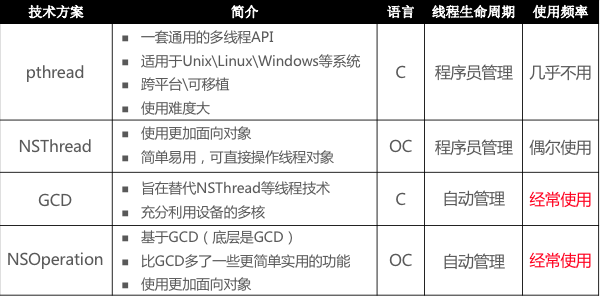 技术方案 简介 语言 线程生命周期 使用频率
pthread
■ 一套通用的多线程API
■ 适用于Unix\Linux\Windows等系统
■ 跨平台\可移植
■ 使用难度大
C
程序员管理
几乎不用
NSThread
■ 使用更加面向对象
■ 简单易用，可直接操作线程对象
OC
程序员管理
偶尔使用
GCD
■ 旨在替代NSThread等线程技术
■ 充分利用设备的多核
C
自动管理
经常使用
NSOperation
■ 基于GCD（底层是GCD）
■ 比GCD多了一些更简单实用的功能
■ 使用更加面向对象
OC
自动管理
经常使用